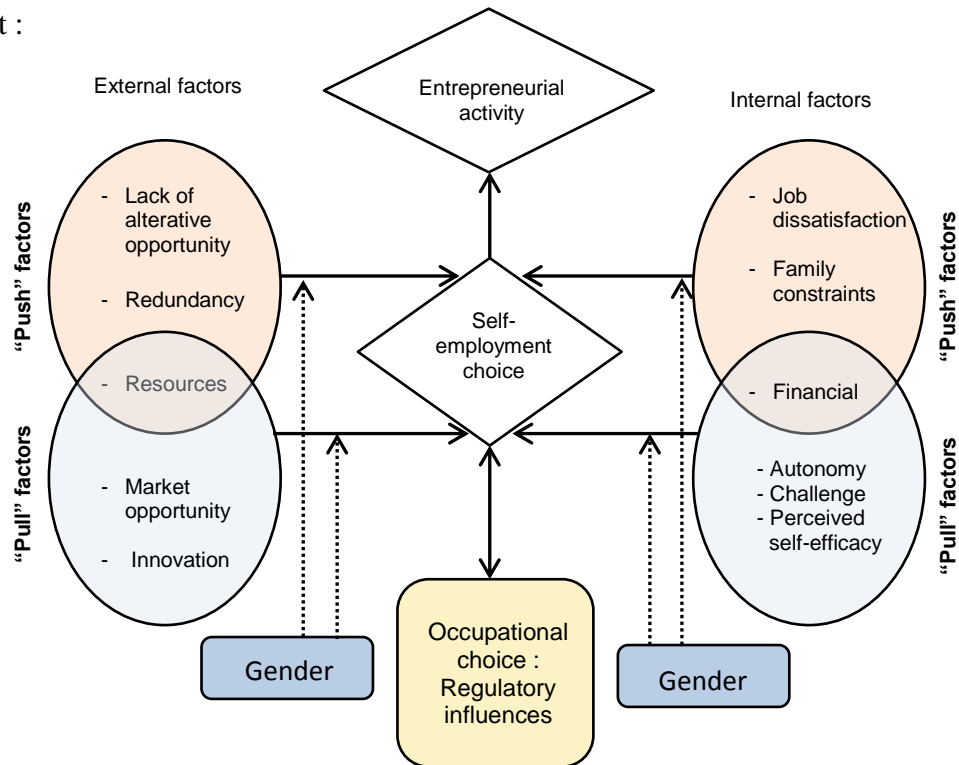 t :
External factors
Entrepreneurial
activity
Internal factors
"Push" factors
- Lack of
alterative
opportunity
- Redundancy
- Resources
"Pull" factors
- Market
opportunity
- Innovation
Self-
employment
choice
- Job
dissatisfaction
- Family
constraints
"Push" factors
- Financial
- Autonomy
- Challenge
- Perceived
self-efficacy
"Pull" factors
Gender
Occupational
choice :
Regulatory
influences
Gender